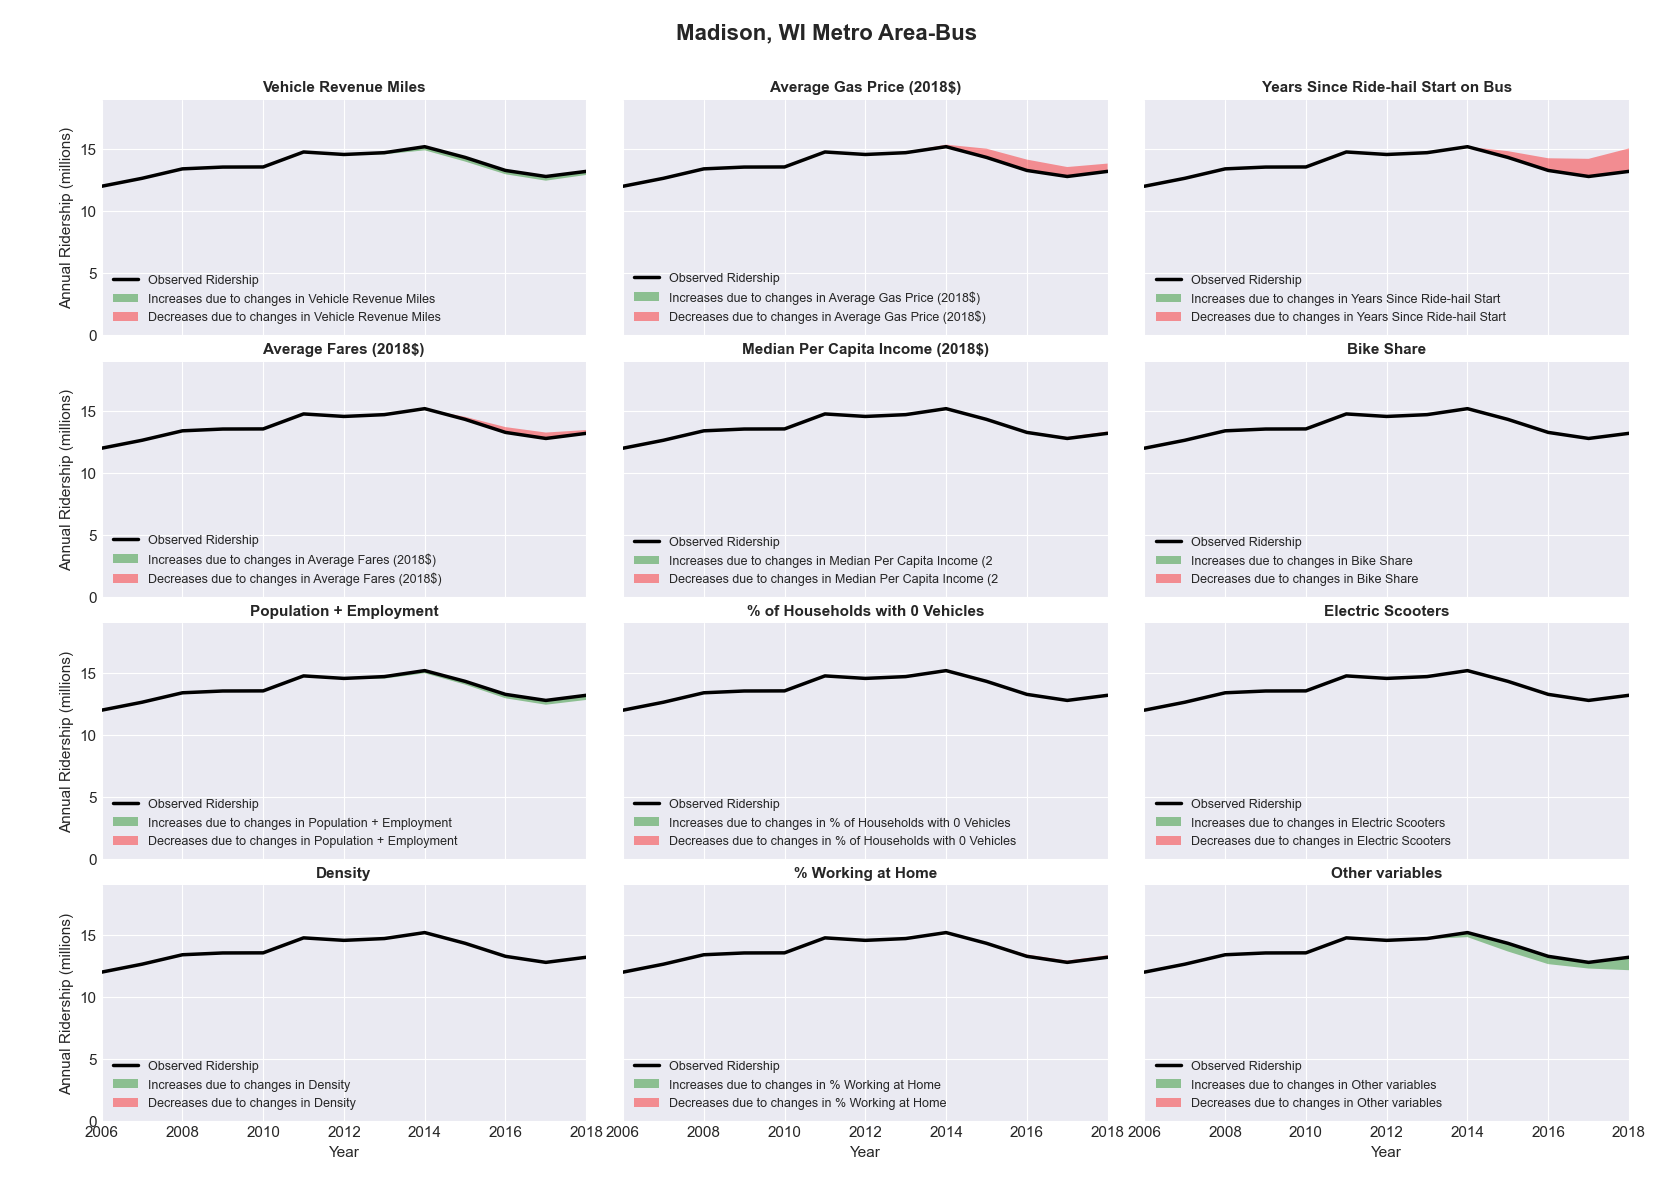 Madison, WI Metro Area-Bus
Vehicle Revenue Miles
Annual Ridership (millions)
15
10
5
0
Observed Ridership
Increases due to changes in Vehicle Revenue Miles
Decreases due to changes in Vehicle Revenue Miles
Average Gas Price (2018$)
Observed Ridership
Increases due to changes in Average Gas Price (2018$)
Decreases due to changes in Average Gas Price (2018$)
Years Since Ride-hail Start on Bus
Observed Ridership
Increases due to changes in Years Since Ride-hail Start
Decreases due to changes in Years Since Ride-hail Start
Average Fares (2018$)
Annual Ridership (millions)
15
10
5
0
Observed Ridership
Increases due to changes in Average Fares (2018$)
Decreases due to changes in Average Fares (2018$)
Median Per Capita Income (2018$)
Observed Ridership
Increases due to changes in Median Per Capita Income (2
Decreases due to changes in Median Per Capita Income (2
Bike Share
Observed Ridership
Increases due to changes in Bike Share
Decreases due to changes in Bike Share
Population + Employment
Annual Ridership (millions)
15
10
5
0
Observed Ridership
Increases due to changes in Population + Employment
Decreases due to changes in Population + Employment
% of Households with 0 Vehicles
Observed Ridership
Increases due to changes in % of Households with 0 Vehicles
Decreases due to changes in % of Households with 0 Vehicles
Electric Scooters
Observed Ridership
Increases due to changes in Electric Scooters
Decreases due to changes in Electric Scooters
Density
Annual Ridership (millions)
15
10
5
0
Observed Ridership
Increases due to changes in Density
Decreases due to changes in Density
2006 2008 2010 2012 2014 2016 2018
Year
% Working at Home
Observed Ridership
Increases due to changes in % Working at Home
Decreases due to changes in % Working at Home
2006 2008 2010 2012 2014 2016 2018
Year
Other variables
Observed Ridership
Increases due to changes in Other variables
Decreases due to changes in Other variables
2006 2008 2010 2012 2014 2016 2018
Year